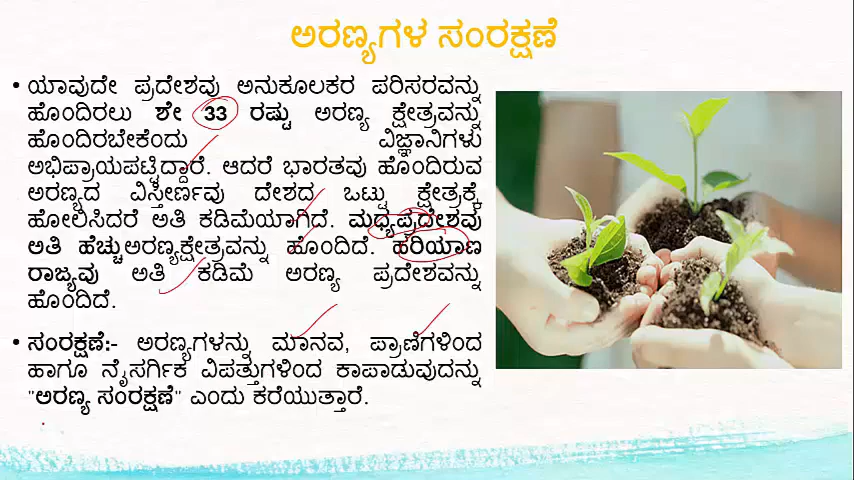 ಅರಣ್ಯಗಳ ಸಂರಕ್ಷಣೆ
• ಯಾವುದೇ ಪ್ರದೇಶವು ಅನುಕೂಲಕರ ಪರಿಸರವನ್ನು
ಹೊಂದಿರಲು ಶೇ 33 ರಷ್ಟು ಅರಣ್ಯ ಕ್ಷೇತ್ರವನ್ನು
ಹೊಂದಿರಬೇಕೆಂದು ವಿಜ್ಞಾನಿಗಳು
ಅಭಿಪ್ರಾಯಪಟ್ಟಿದ್ದಾರೆ. ಆದರೆ ಭಾರತವು ಹೊಂದಿರುವ
ಅರಣ್ಯದ ವಿಸ್ತೀರ್ಣವು ದೇಶದ ಒಟ್ಟು ಕ್ಷೇತ್ರಕ್ಕೆ
ಹೋಲಿಸಿದರೆ ಅತಿ ಕಡಿಮೆಯಾಗಿದೆ. ಮಧ್ಯಪ್ರದೇಶವು
ಅತಿ ಹೆಚ್ಚುಅರಣ್ಯಕ್ಷೇತ್ರವನ್ನು ಹೊಂದಿದೆ. ಹರಿಯಾಣ
ರಾಜ್ಯವು ಅತಿ ಕಡಿಮೆ ಅರಣ್ಯ ಪ್ರದೇಶವನ್ನು
ಹೊಂದಿದೆ.
• ಸಂರಕ್ಷಣೆ:- ಅರಣ್ಯಗಳನ್ನು ಮಾನವ, ಪ್ರಾಣಿಗಳಿಂದ
ಹಾಗೂ ನೈಸರ್ಗಿಕ ವಿಪತ್ತುಗಳಿಂದ ಕಾಪಾಡುವುದನ್ನು
"ಅರಣ್ಯ ಸಂರಕ್ಷಣೆ" ಎಂದು ಕರೆಯುತ್ತಾರೆ.